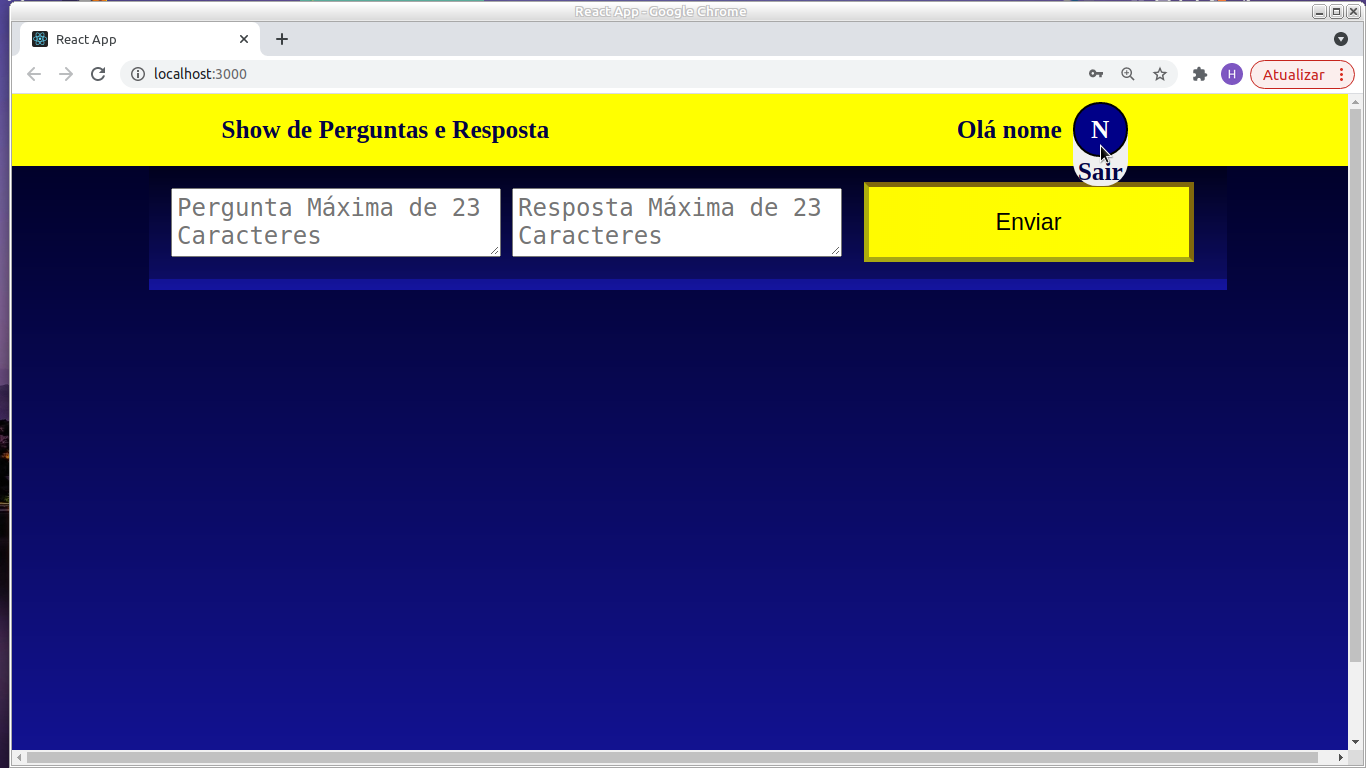 React App - Google Chrome
React App
localhost:3000
H
Atualizar
Show de Perguntas e Resposta
Olá nome
N
Sair
Pergunta Máxima de 23
Caracteres
Resposta Máxima de 23
Caracteres
Enviar